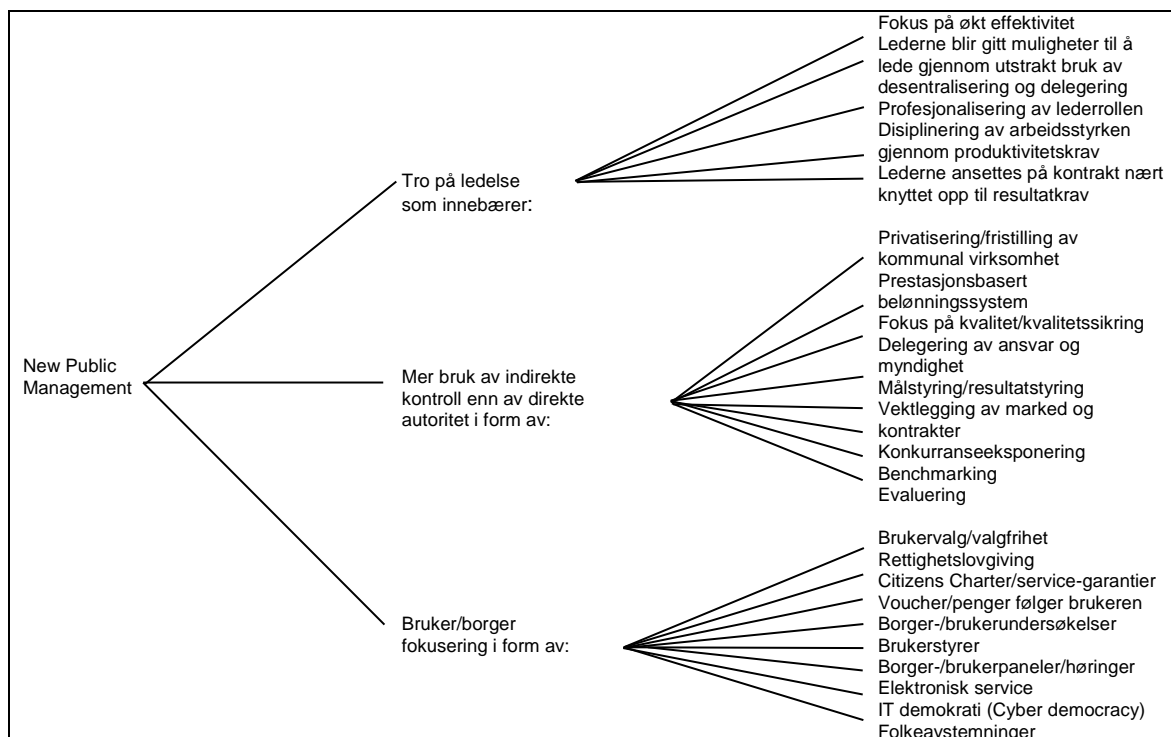 New Public
Management
Tro på ledelse
som innebærer:
Fokus på økt effektivitet
Lederne blir gitt muligheter til å
lede gjennom utstrakt bruk av
desentralisering og delegering
Profesjonalisering av lederrollen
Disiplinering av arbeidsstyrken
gjennom produktivitetskrav
Lederne ansettes på kontrakt nært
knyttet opp til resultatkrav
Mer bruk av indirekte
kontroll enn av direkte
autoritet i form av:
Privatisering/fristilling av
kommunal virksomhet
Prestasjonsbasert
belønningssystem
Fokus på kvalitet/kvalitetssikring
Delegering av ansvar og
myndighet
Målstyring/resultatstyring
Vektlegging av marked og
kontrakter
Konkurranseeksponering
Benchmarking
Evaluering
Bruker/borger
fokusering i form av:
Brukervalg/valgfrihet
Rettighetslovgiving
Citizens Charter/service-garantier
Voucher/penger følger brukeren
Borger-/brukerundersøkelser
Brukerstyrer
Borger-/brukerpaneler/høringer
Elektronisk service
IT demokrati (Cyber democracy)
Folkeavstemninger